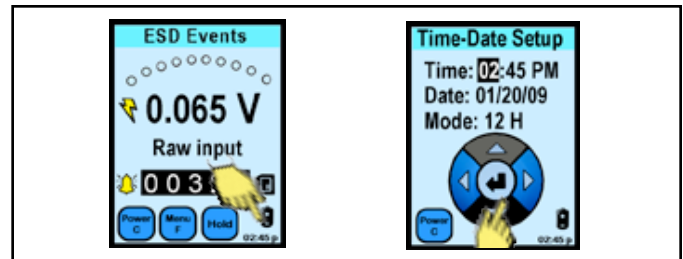 ESD Events
0.065 V
Raw input
003
Power C
Menu F
Hold
02:45 p
Time-Date Setup
Time: 02:45 PM
Date: 01/20/09
Mode: 12 H
Power C
02:45 p